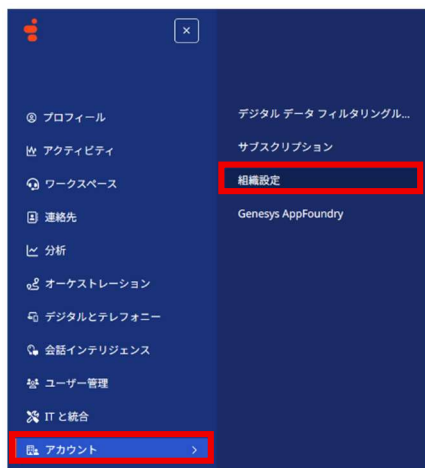 プロフィール
アクティビティ
ワークスペース
連絡先
分析
オーケストレーション
デジタルとテレフォニー
会話インテリジェンス
ユーザー管理
IT と統合
アカウント
デジタル データ フィルタリングル...
サブスクリプション
組織設定
Genesys AppFoundry